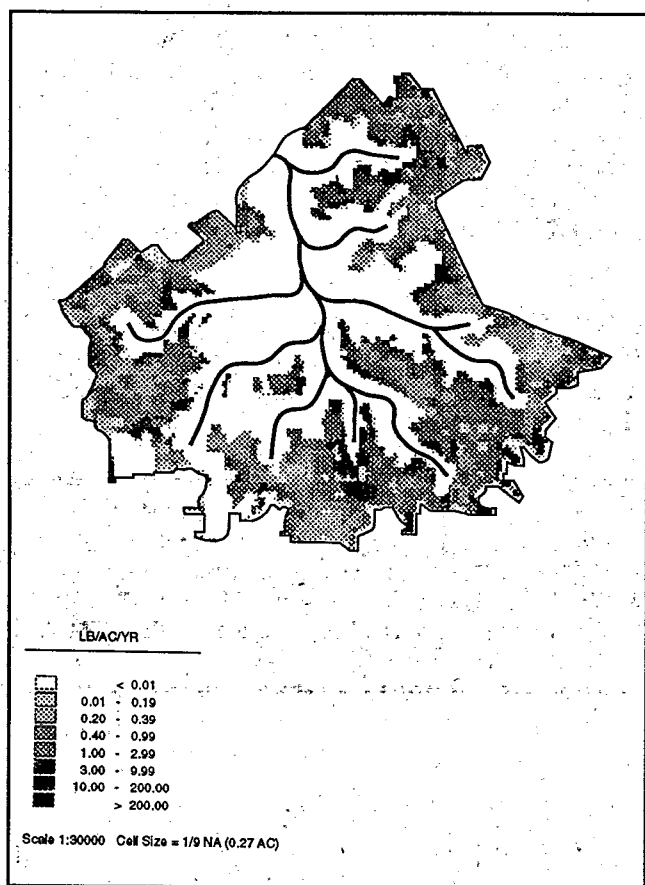 LB/AC/YR
< 0.01
0.01 - 0.19
0.20 - 0.39
0.40 - 0.99
1.00 - 2.99
3.00 - 9.99
10.00 - 200.00
> 200.00
Scale 1:30000 Cell Size = 1/9 NA (0.27 AC)